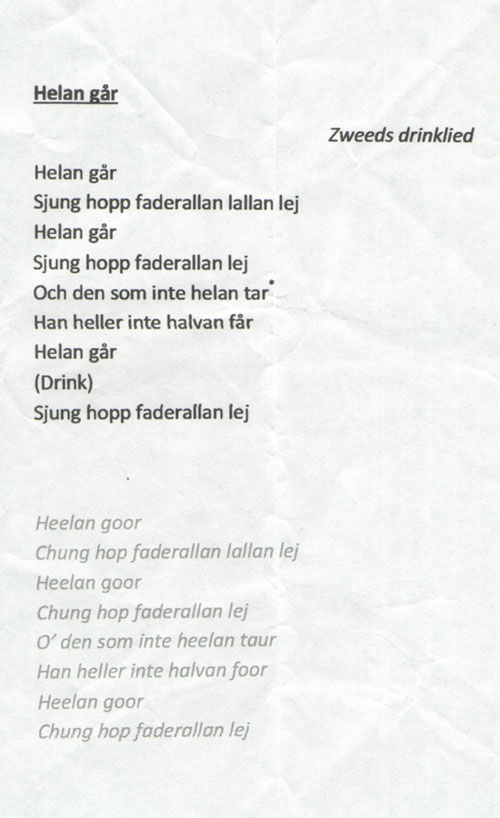 Helan går
Zweeds drinklied
Helan går
Sjung hopp faderallan lallan lej
Helan går
Sjung hopp faderallan lej
Och den som inte helan tar*
Han heller inte halvan får
Helan går
(Drink)
Sjung hopp faderallan lej
Heelan goor
Chung hop faderallan lallan lej
Heelan goor
Chung hop faderallan lej
O’ den som inte heelan taur
Han heller inte halvan foor
Heelan goor
Chung hop faderallan lej